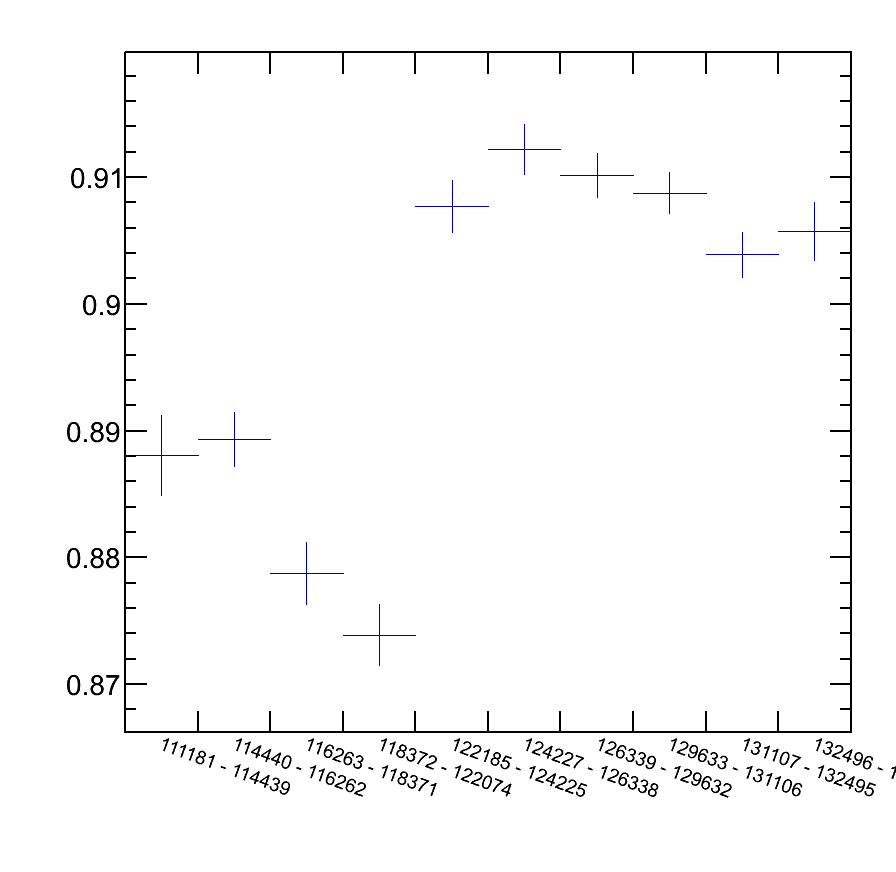 0.91
0.9
0.89
0.88
0.87
111181 - 114439
114440 - 116262
116263 - 118371
118372 - 122074
122185 - 124225
124227 - 126338
126339 - 129632
129633 - 131106
131107 - 132495
132496 - 1